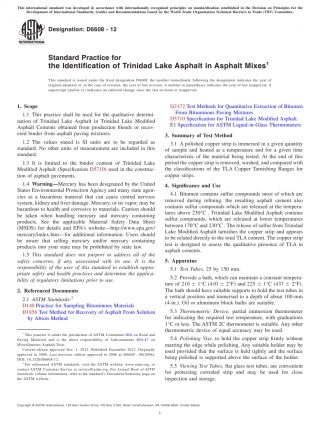 This international standard was developed in accordance with internationally recognized principles on standardization established in the Decision on Principles for the
Development of International Standards, Guides and Recommendations issued by the World Trade Organization Technical Barriers to Trade (TBT) Committee.
Designation: D6608 − 12
Standard Practice for
the Identification of Trinidad Lake Asphalt in Asphalt Mixes1
This standard is issued under the fixed designation D6608; the number immediately following the designation indicates the year of
original adoption or, in the case of revision, the year of last revision. A number in parentheses indicates the year of last reapproval. A
superscript epsilon (ε) indicates an editorial change since the last revision or reapproval.
1. Scope
1.1 This practice shall be used for the qualitative determi-
nation of Trinidad Lake Asphalt in Trinidad Lake Modified
Asphalt Cements obtained from production blends or recov-
ered binder from asphalt paving mixtures.
1.2 The values stated in SI units are to be regarded as
standard. No other units of measurement are included in this
standard.
1.3 It is limited to the binder content of Trinidad Lake
Modified Asphalt (Specification D5710) used in the construc-
tion of asphalt pavements.
1.4 Warning—Mercury has been designated by the United
States Environmental Protection Agency and many state agen-
cies as a hazardous material that can cause central nervous
system, kidney and liver damage. Mercury, or its vapor, may be
hazardous to health and corrosive to materials. Caution should
be taken when handling mercury and mercury containing
products. See the applicable Material Safety Data Sheet
(MSDS) for details and EPA's website—http://www.epa.gov/
mercury/index.htm—for additional information. Users should
be aware that selling mercury and/or mercury containing
products into your state may be prohibited by state law.
1.5 This standard does not purport to address all of the
safety concerns, if any, associated with its use. It is the
responsibility of the user of this standard to establish appro-
priate safety and health practices and determine the applica-
bility of regulatory limitations prior to use.
2. Referenced Documents
2.1 ASTM Standards:2
D140 Practice for Sampling Bituminous Materials
D1856 Test Method for Recovery of Asphalt From Solution
by Abson Method
D2172 Test Methods for Quantitative Extraction of Bitumen
From Bituminous Paving Mixtures
D5710 Specification for Trinidad Lake Modified Asphalt
E1 Specification for ASTM Liquid-in-Glass Thermometers
3. Summary of Test Method
3.1 A polished copper strip is immersed in a given quantity
of sample and heated at a temperature and for a given time
characteristic of the material being tested. At the end of this
period the copper strip is removed, washed, and compared with
the classifications of the TLA Copper Tarnishing Ranges for
copper strips.
4. Significance and Use
4.1 Bitumen contains sulfur compounds most of which are
removed during refining, the resulting asphalt cement also
contains sulfur compounds which are released at the tempera-
tures above 230°C . Trinidad Lake Modified Asphalt contains
sulfur compounds, which are released at lower temperatures
between 170°C and 230°C . The release of sulfur from Trinidad
Lake Modified Asphalt tarnishes the copper strip and appears
to be related directly to the total TLA content. The copper strip
test is designed to assess the qualitative presence of TLA in
asphalt cements.
5. Apparatus
5.1 Test Tubes, 25 by 150 mm.
5.2 Provide a bath, which can maintain a constant tempera-
ture of 210 ± 1°C (410 ± 2°F) and 225 ± 1°C (437 ± 2°F).
The bath should have suitable supports to hold the test tubes in
a vertical position and immersed to a depth of about 100-mm
(4-in.). Oil or aluminum block baths are suitable.
5.3 Thermometric Device, partial immersion thermometer
for indicating the required test temperature, with graduations
1°C or less. The ASTM 3C thermometer is suitable. Any other
thermometric device of equal accuracy may be used.
5.4 Polishing Vise, to hold the copper strip firmly without
marring the edge while polishing. Any suitable holder may be
used provided that the surface is held tightly and the surface
being polished is supported above the surface of the holder.
5.5 Viewing Test Tubes, flat glass test tubes, are convenient
for protecting corroded strip and may be used for close
inspection and storage.
1 This practice is under the jurisdiction of ASTM Committee D04 on Road and
Paving Materials and is the direct responsibility of Subcommittee
Miscellaneous Asphalt Tests.
Current edition approved Dec. 1, 2012. Published December 2012. Originally
approved in 2000. Last previous edition approved in 2006 as
DOI: 10.1520/D6608-12.
2 For referenced ASTM standards, visit the ASTM website, www.astm.org, or
contact ASTM Customer Service at service@astm.org. For Annual Book of ASTM
Standards volume information, refer to the standard's Document Summary page on
the ASTM website.
Copyright © ASTM International, 100 Barr Harbor Drive, PO Box C700, West Conshohocken, PA 19428-2959. United States
1